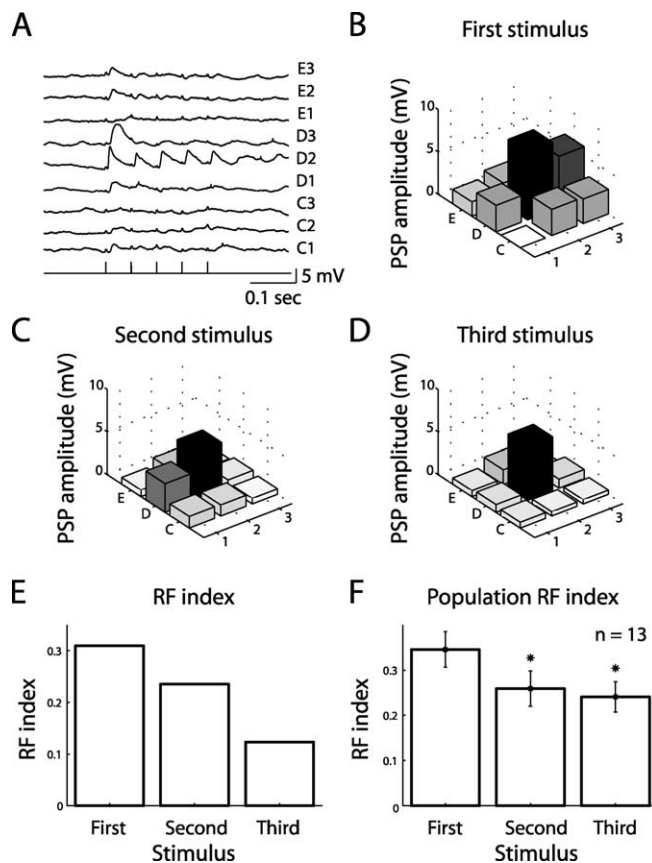 A
E3
E2
E1
D3
D2
D1
C3
C2
C1
5 mV
0.1 sec
B
First stimulus
PSP amplitude (mV)
10
5
0
E
D
C
1
2
3
C
Second stimulus
PSP amplitude (mV)
10
5
0
E
D
C
1
2
3
D
Third stimulus
PSP amplitude (mV)
10
5
0
E
D
C
1
2
3
E
RF index
RF index
0.3
0.2
0.1
0
First Second Third
Stimulus
F
Population RF index
n = 13
RF index
0.3
0.2
0.1
0
* *
First Second Third
Stimulus